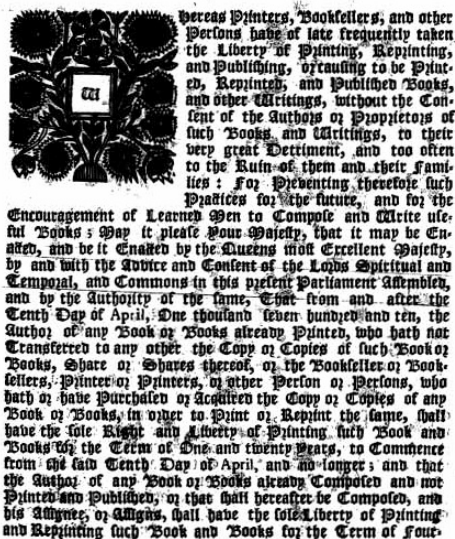 Whereas Printers, Booksellers, and other
Persons have of late frequently taken
the Liberty of Printing, Reprinting,
and Publishing, or causing to be Print-
ed, Reprinted, and Published Books,
and other Writings, without the Con-
sent of the Authors or Proprietors of
such Books and Writings, to their
very great Detriment, and too often
to the Ruin of them and their Fami-
lies: For Preventing therefore such
Practices for the future, and for the
Encouragement of Learned Men to Compose and Write use-
ful Books; May it please Your Majesty, that it may be En-
acted, and be it Enacted by the Queens most Excellent Majesty,
by and with the Advice and Consent of the Lords Spiritual and
Temporal, and Commons in this present Parliament Assembled,
and by the Authority of the same, That from and after the
Tenth Day of April, One thousand seven hundred and ten, the
Author of any Book or Books already Printed, who hath not
Transferred to any other the Copy or Copies of such Book or
Books, Share or Shares thereof, or the Bookseller or Book-
sellers, Printer or Printers, or other Person or Persons, who
hath or have Purchased or Acquired the Copy or Copies of any
Book or Books, in order to Print or Reprint the same, shall
have the sole Right and Liberty of Printing such Book and
Books for the Term of One and twenty Years, to Commence
from the said Tenth Day of April, and no longer; and that
the Author of any Book or Books already Composed and not
Printed and Published, or that shall hereafter be Composed, and
his Assignee, or Assigns, shall have the sole Liberty of Printing
and Reprinting such Book and Books for the Term of Four-